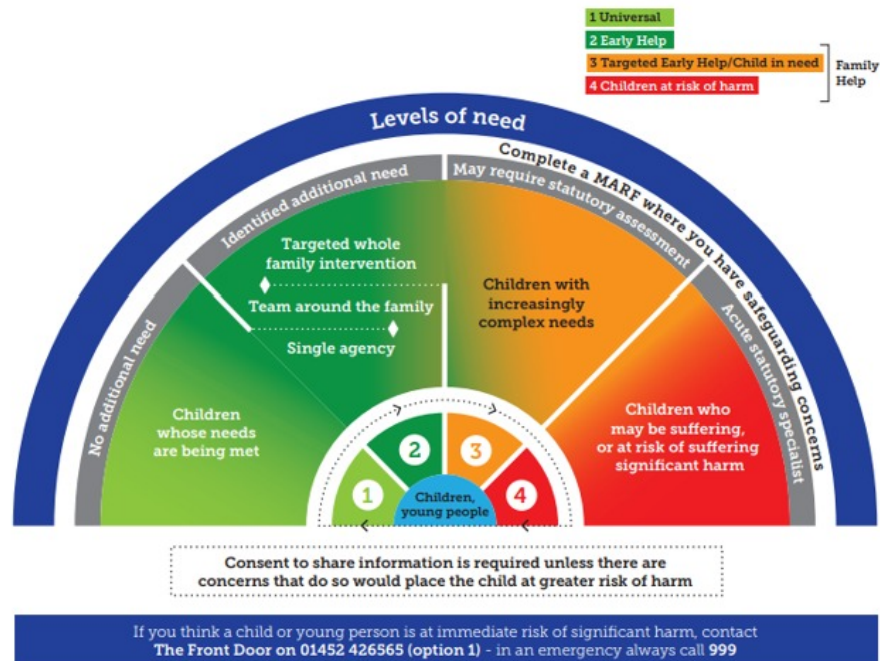 1 Universal
2 Early Help
3 Targeted Early Help/Child in need
4 Children at risk of harm
Family
Help
Levels of need
Complete a MARF where you have safeguarding concerns
No additional need
Identified additional need
May require statutory assessment
Acute statutory specialist
Children
whose needs
are being met
Targeted whole
family intervention
Team around the family
Single agency
Children with
increasingly
complex needs
Children who
may be suffering,
or at risk of suffering
significant harm
1
2
3
4
Children,
young people
Consent to share information is required unless there are
concerns that do so would place the child at greater risk of harm
If you think a child or young person is at immediate risk of significant harm, contact
The Front Door on 01452 426565 (option 1) - in an emergency always call 999